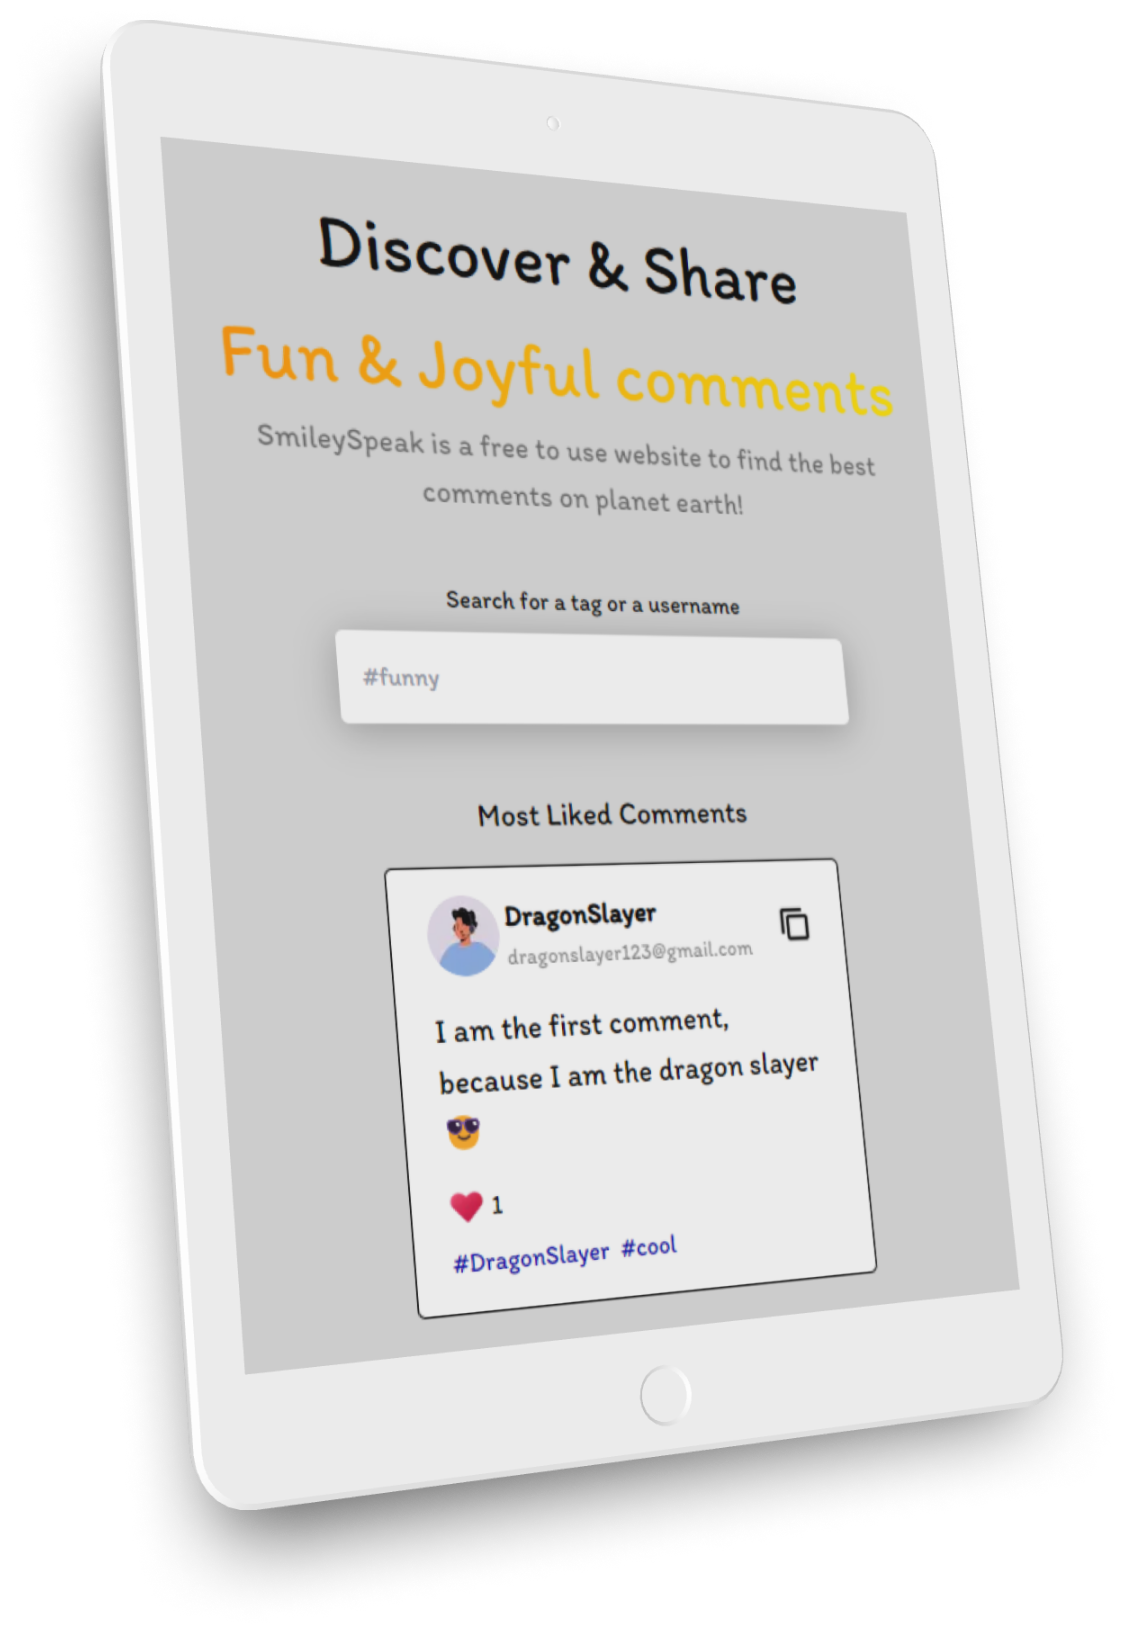 Discover & Share
Fun & Joyful comments
SmileySpeak is a free to use website to find the best
comments on planet earth!
Search for a tag or a username
#funny
Most Liked Comments
DragonSlayer
dragonslayer123@gmail.com
I am the first comment,
because I am the dragon slayer
😎
❤️ 1
#DragonSlayer #cool